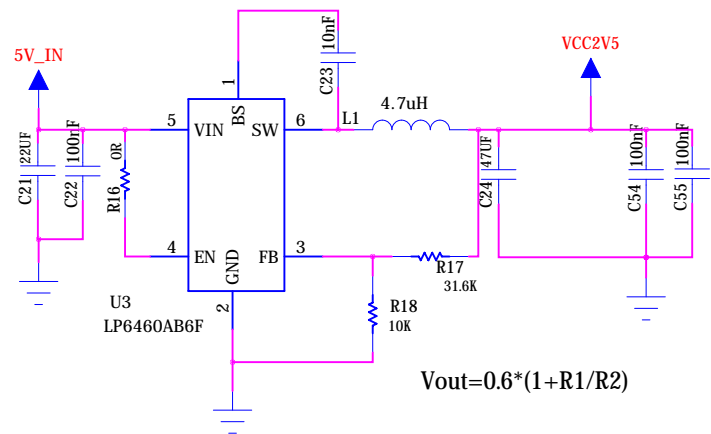 10nF
C23
VCC2V5
5V_IN
1
BS
4.7uH
L1
5
VIN
SW
6
22UF
C21
100nF
C22
0R
R16
47UF
C24
100nF
C54
100nF
C55
4
EN
GND
FB
3
R17
31.6K
2
U3
LP6460AB6F
R18
10K
Vout=0.6*(1+R1/R2)